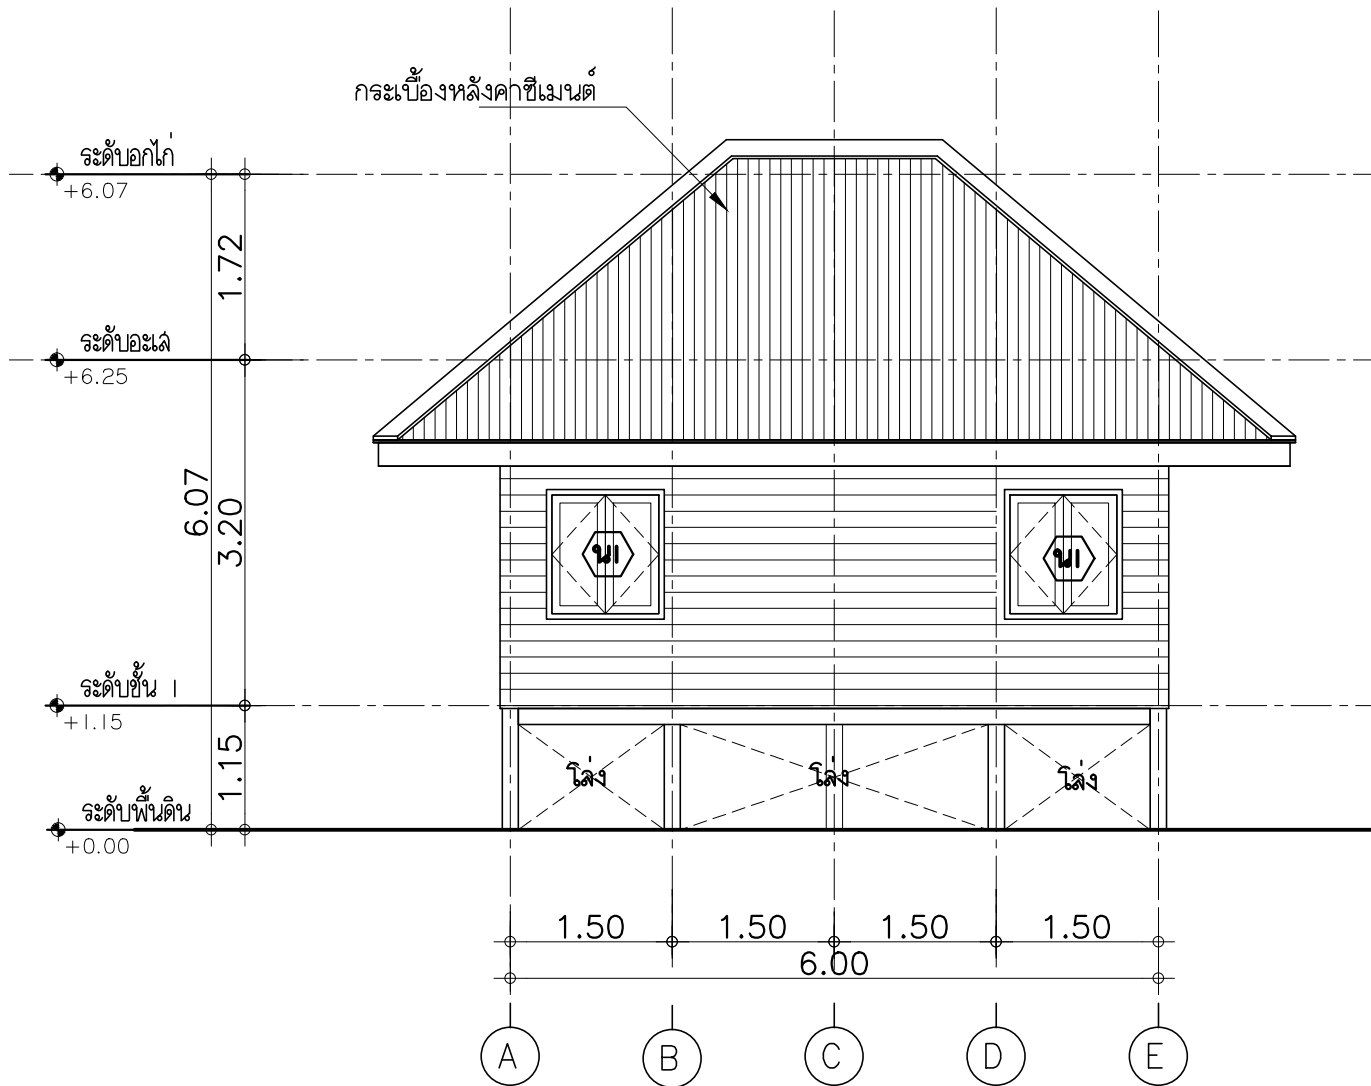 กระเบื้องหลังคาซีเมนต์
ระดับอกไก่
+6.07
1.72
ระดับอะเส
+6.25
6.07
3.20
น1
น1
ระดับชั้น 1
+1.15
1.15
โล่ง
โล่ง
โล่ง
ระดับพื้นดิน
+0.00
1.50 1.50 1.50 1.50
6.00
A B C D E